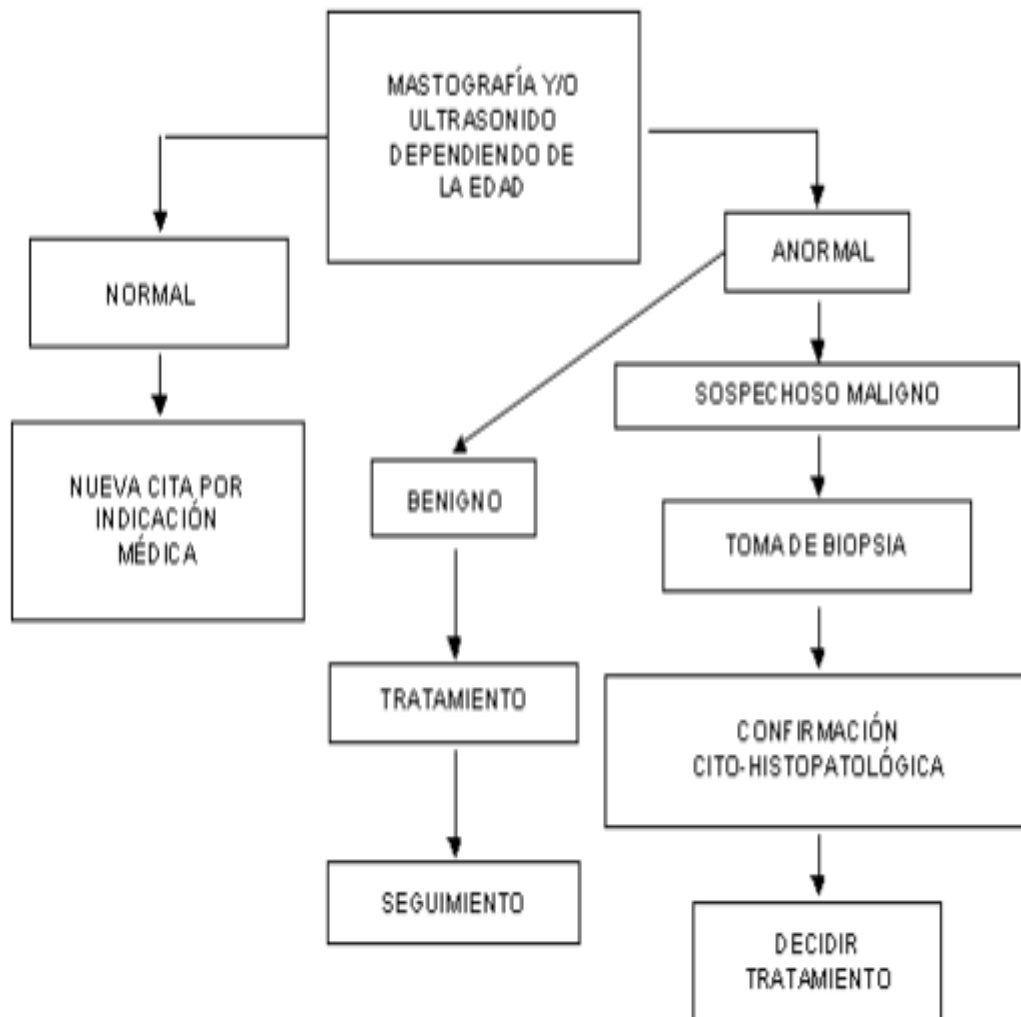 MASTOGRAFÍA Y/O
ULTRASONIDO
DEPENDIENDO DE
LA EDAD
NORMAL
ANORMAL
NUEVA CITA POR
INDICACIÓN
MÉDICA
BENIGNO
SOSPECHOSO MALIGNO
TOMA DE BIOPSIA
TRATAMIENTO
CONFIRMACIÓN
CITO-HISTOPATOLÓGICA
SEGUIMIENTO
DECIDIR
TRATAMIENTO